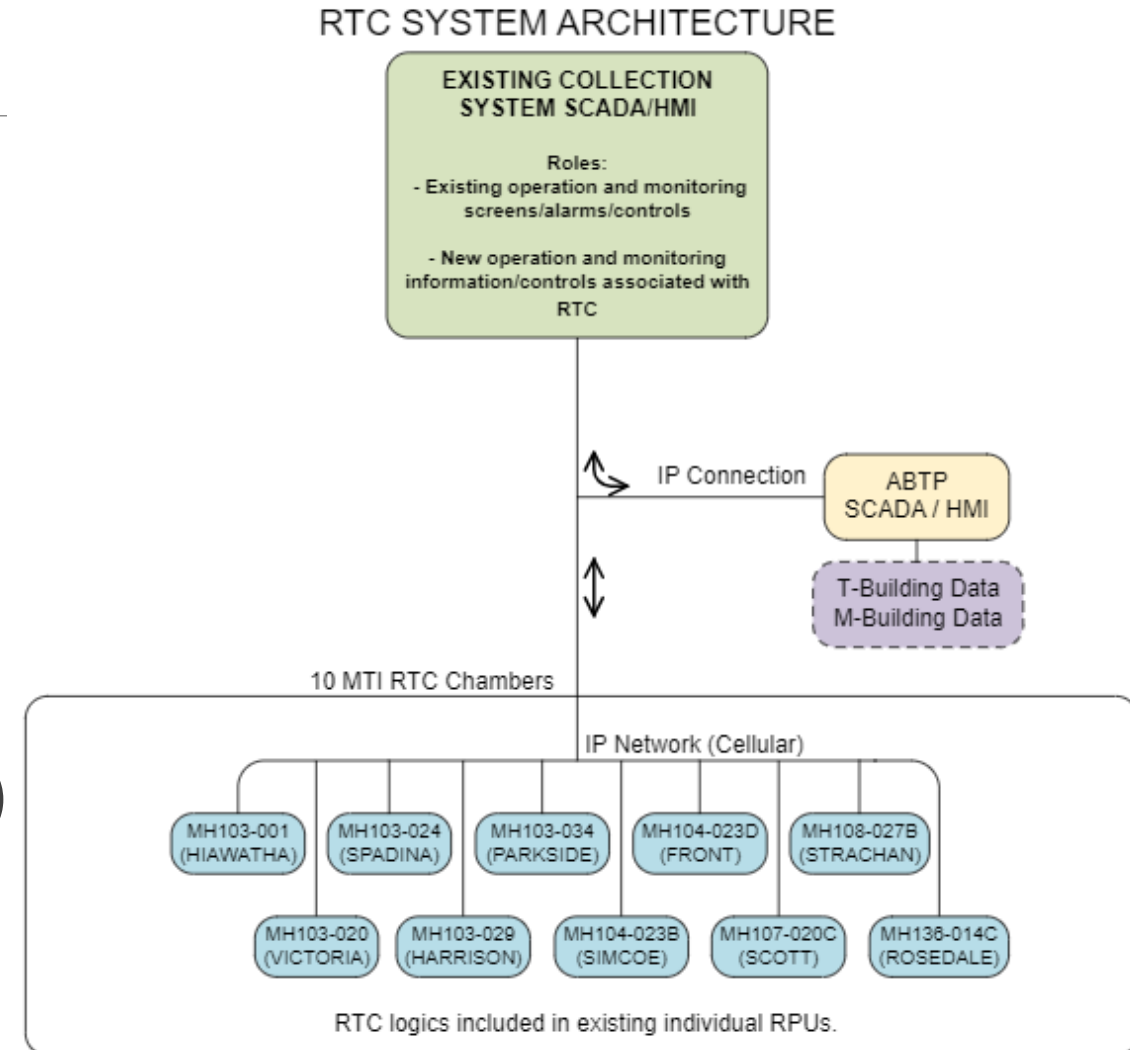 RTC SYSTEM ARCHITECTURE
EXISTING COLLECTION
SYSTEM SCADA/HMI
Roles:
- Existing operation and monitoring
screens/alarms/controls
- New operation and monitoring
information/controls associated with
RTC
IP Connection
ABTP
SCADA / HMI
T-Building Data
M-Building Data
10 MTI RTC Chambers
IP Network (Cellular)
MH103-001
(HIAWATHA)
MH103-024
(SPADINA)
MH103-034
(PARKSIDE)
MH104-023D
(FRONT)
MH108-027B
(STRACHAN)
MH103-020
(VICTORIA)
MH103-029
(HARRISON)
MH104-023B
(SIMCOE)
MH107-020C
(SCOTT)
MH136-014C
(ROSEDALE)
RTC logics included in existing individual RPUs.
)